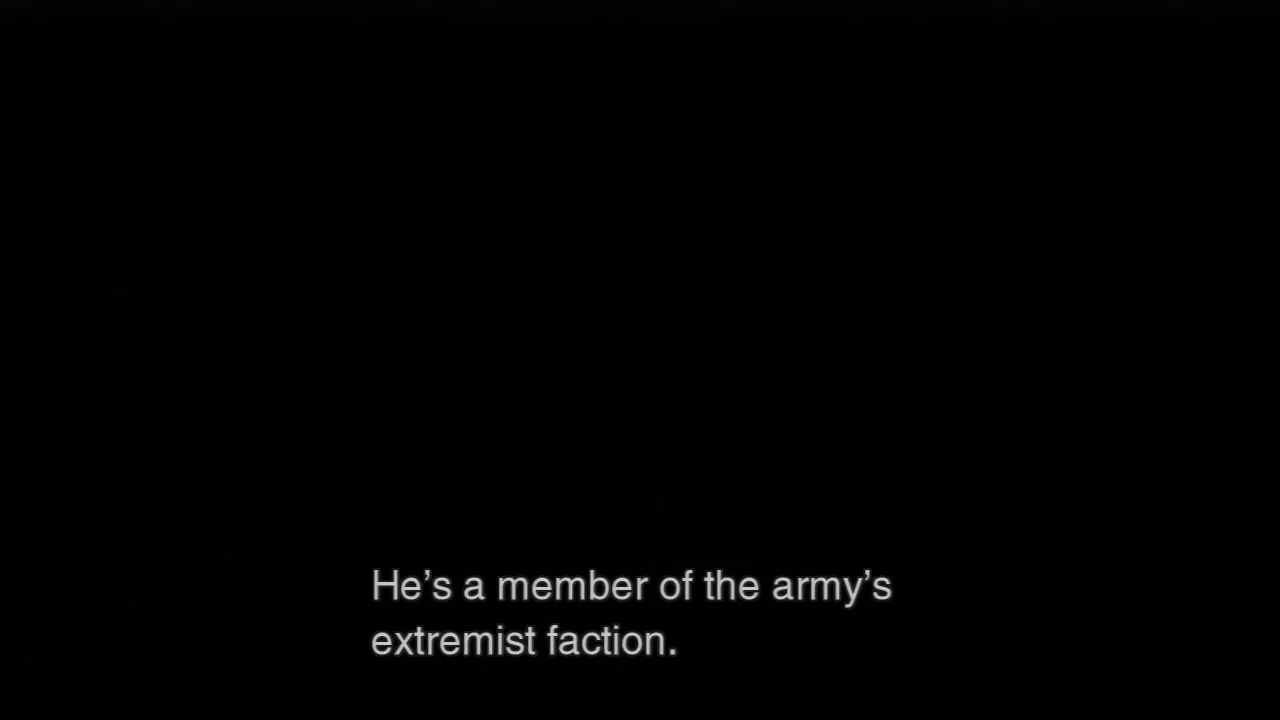 He’s a member of the army’s
extremist faction.